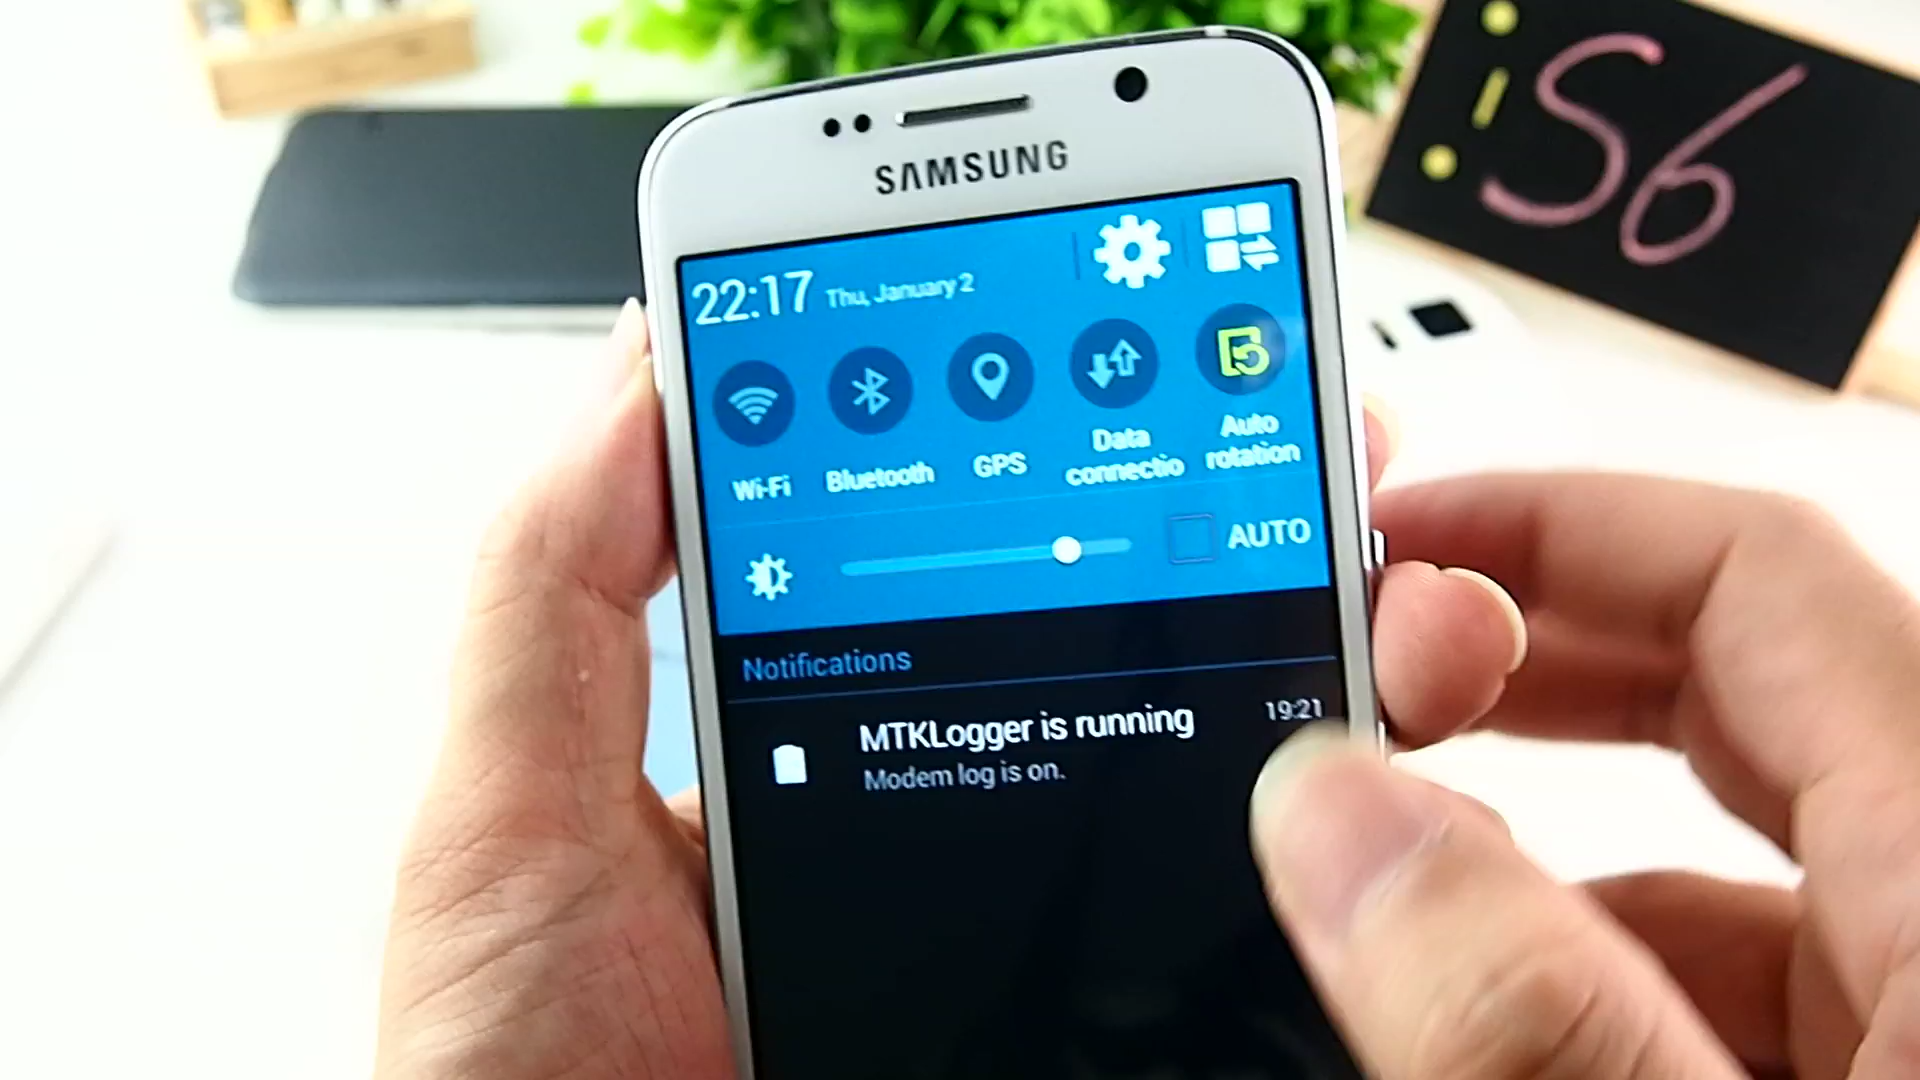 S6
SAMSUNG
22:17 Thu, January 2
Wi-Fi
Bluetooth
GPS
Data
connectio
Auto
rotation
AUTO
Notifications
MTKLogger is running
19:21
Modem log is on.